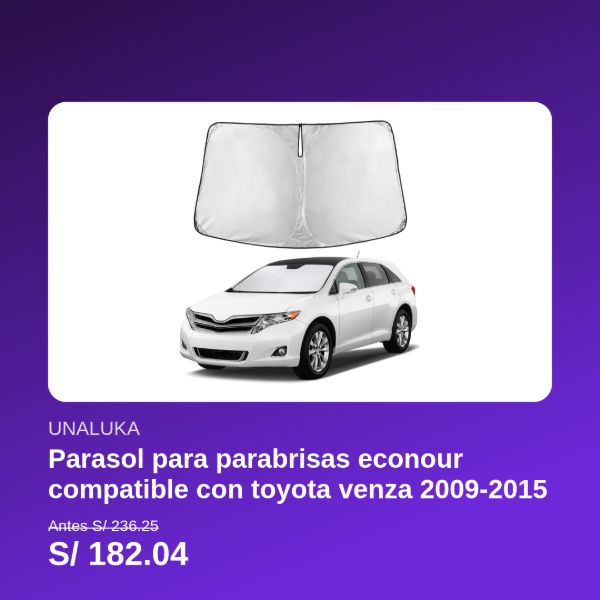 UNALUKA
Parasol para parabrisas econour
compatible con toyota venza 2009-2015
Antes S/ 236.25
S/ 182.04